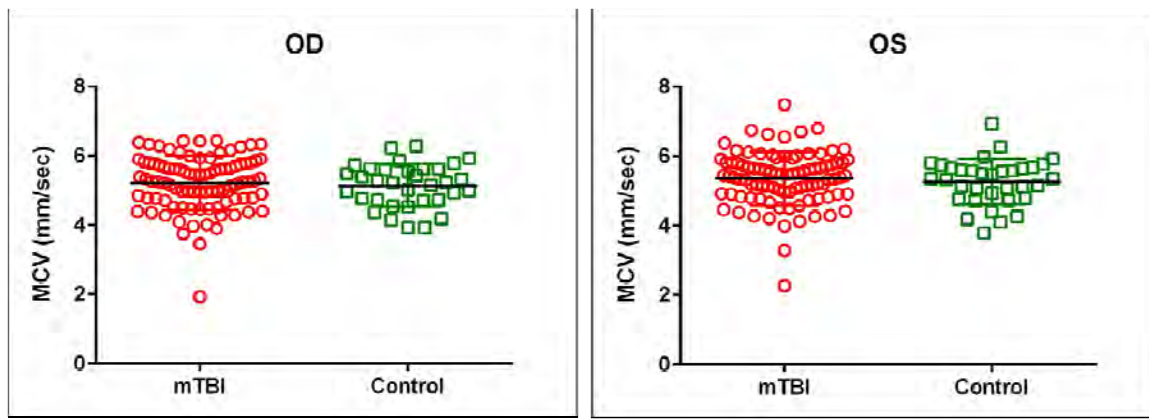 OD
MCV (mm/sec)
8
6
4
2
0
mTBI Control
OS
MCV (mm/sec)
8
6
4
2
0
mTBI Control